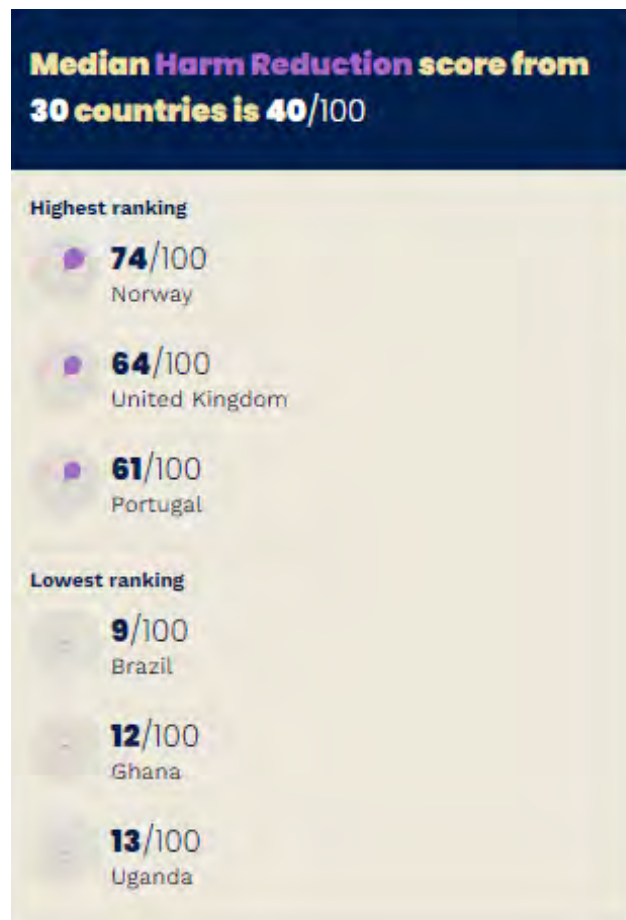 Median Harm Reduction score from
30 countries is 40/100
Highest ranking
74/100
Norway
64/100
United Kingdom
61/100
Portugal
Lowest ranking
9/100
Brazil
12/100
Ghana
13/100
Uganda